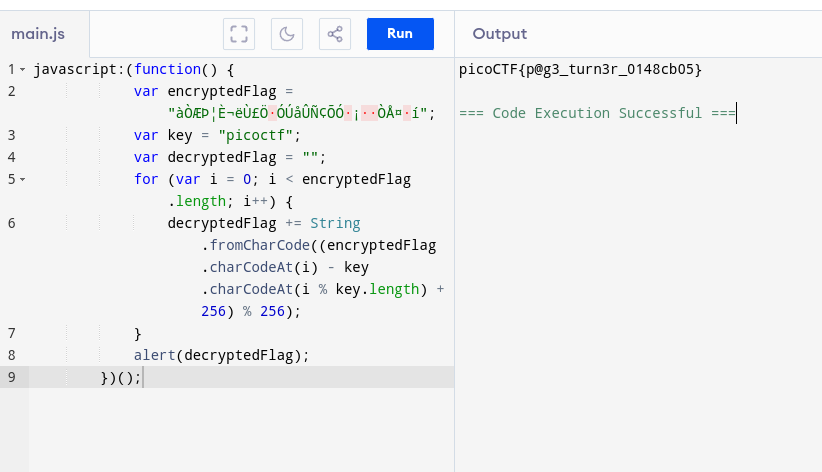 main.js
Run
Output
1 javascript:(function() {
2 var encryptedFlag =
"àÒÆÞ¦È¬ëÙ£Ö·ÓÚåÛÑ¢ÕÓ·¡··ÒÅ¤·í";
3 var key = "picoctf";
4 var decryptedFlag = "";
5 for (var i = 0; i < encryptedFlag
.length; i++) {
6 decryptedFlag += String
.fromCharCode((encryptedFlag
.charCodeAt(i) - key
.charCodeAt(i % key.length) +
256) % 256);
7 }
8 alert(decryptedFlag);
9 })();
picoCTF{p@g3_turn3r_0148cb05}
=== Code Execution Successful ===